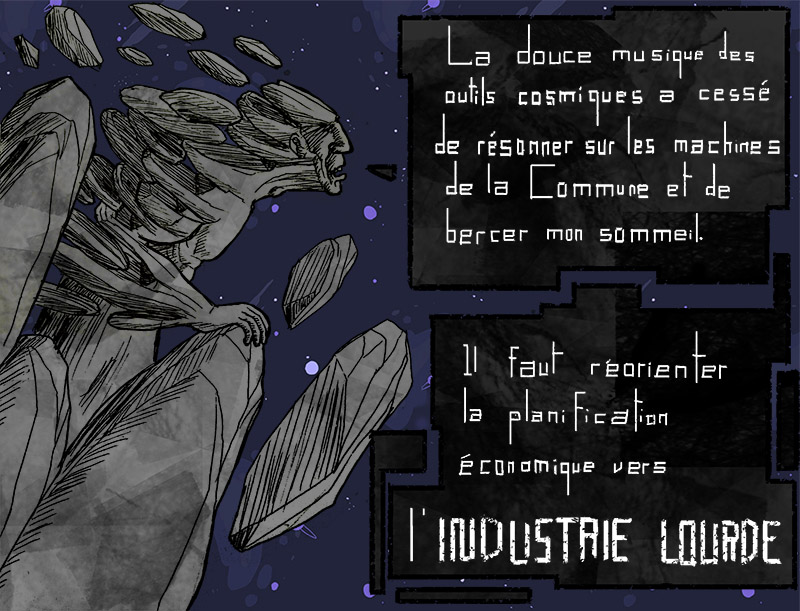 La douce musique des
outils cosmiques a cessé
de résonner sur les machines
de la Commune et de
bercer mon sommeil.
Il faut réorienter
la planification
économique vers
l'INDUSTRIE LOURDE